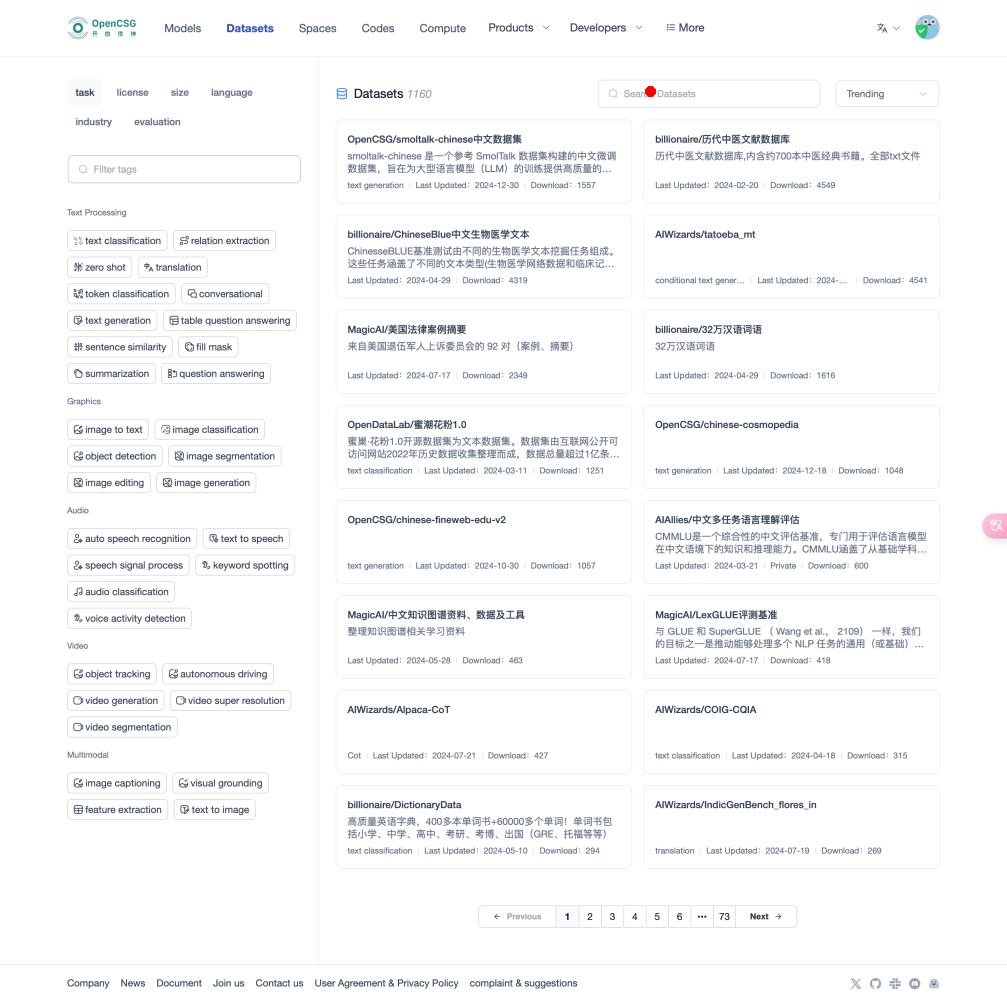 OpenCSG
开 放 传 神
Models
Datasets
Spaces
Codes
Compute
Products
Developers
More
task
license
size
language
industry
evaluation
Filter tags
Text Processing
text classification
relation extraction
zero shot
translation
token classification
conversational
text generation
table question answering
sentence similarity
fill mask
summarization
question answering
Graphics
image to text
image classification
object detection
image segmentation
image editing
image generation
Audio
auto speech recognition
text to speech
speech signal process
keyword spotting
audio classification
voice activity detection
Video
object tracking
autonomous driving
video generation
video super resolution
video segmentation
Multimodal
image captioning
visual grounding
feature extraction
text to image
Datasets 1160
Datasets
Trending
OpenCSG/smoltalk-chinese中文数据集
smoltalk-chinese 是一个参考 SmolTalk 数据集构建的中文微调
数据集，旨在为大型语言模型（LLM）的训练提供高质量的...
text generation Last Updated：2024-12-30 Download：1557
billionaire/历代中医文献数据库
历代中医文献数据库,内含约700本中医经典书籍。全部txt文件
Last Updated：2024-02-20 Download：4549
billionaire/ChineseBlue中文生物医学文本
ChinesseBLUE基准测试由不同的生物医学文本挖掘任务组成。
这些任务涵盖了不同的文本类型(生物医学网络数据和临床记...
Last Updated：2024-04-29 Download：4319
AIWizards/tatoeba_mt
conditional text gener... Last Updated：2024-... Download：4541
MagicAI/美国法律案例摘要
来自美国退伍军人上诉委员会的 92 对（案例、摘要）
Last Updated：2024-07-17 Download：2349
billionaire/32万汉语词语
32万汉语词语
Last Updated：2024-04-29 Download：1616
OpenDataLab/蜜潮花粉1.0
蜜巢·花粉1.0开源数据集为文本数据集。数据集由互联网公开可
访问网站2022年历史数据收集整理而成，数据总量超过1亿条...
text classification Last Updated：2024-03-11 Download：1251
OpenCSG/chinese-cosmopedia
text generation Last Updated：2024-12-18 Download：1048
OpenCSG/chinese-fineweb-edu-v2
text generation Last Updated：2024-10-30 Download：1057
AIAllies/中文多任务语言理解评估
CMMLU是一个综合性的中文评估基准，专门用于评估语言模型
在中文语境下的知识和推理能力。CMMLU涵盖了从基础学科...
Last Updated：2024-03-21 Private Download：600
MagicAI/中文知识图谱资料、数据及工具
整理知识图谱相关学习资料
Last Updated：2024-05-28 Download：463
MagicAI/LexGLUE评测基准
与 GLUE 和 SuperGLUE （ Wang et al.， 2109） 一样，我们
的目标之一是推动能够处理多个 NLP 任务的通用（或基础）...
Last Updated：2024-07-17 Download：418
AIWizards/Alpaca-CoT
Cot Last Updated：2024-07-21 Download：427
AIWizards/COIG-CQIA
text classification Last Updated：2024-04-18 Download：315
billionaire/DictionaryData
高质量英语字典，400多本单词书+60000多个单词！单词书包
括小学、中学、高中、考研、考博、出国（GRE、托福等等）
text classification Last Updated：2024-05-10 Download：294
AIWizards/IndicGenBench_flores_in
translation Last Updated：2024-07-19 Download：269
Previous 1 2 3 4 5 6 ••• 73 Next
Company News Document Join us Contact us User Agreement & Privacy Policy complaint & suggestions